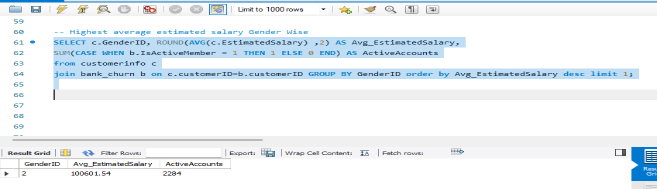 Limit to 1000 rows
59
60 -- Highest average estimated salary Gender Wise
61 SELECT c.GenderID, ROUND(AVG(c.EstimatedSalary) ,2) AS Avg_EstimatedSalary,
62 SUM(CASE WHEN b.IsActiveMember = 1 THEN 1 ELSE 0 END) AS ActiveAccounts
63 from customerinfo c
64 join bank_churn b on c.customerID=b.customerID GROUP BY GenderID order by Avg_EstimatedSalary desc limit 1;
65
66
67
68
69
Result Grid Filter Rows: Export: Wrap Cell Content: Fetch rows:
GenderID Avg_EstimatedSalary ActiveAccounts
2 100601.54 2284